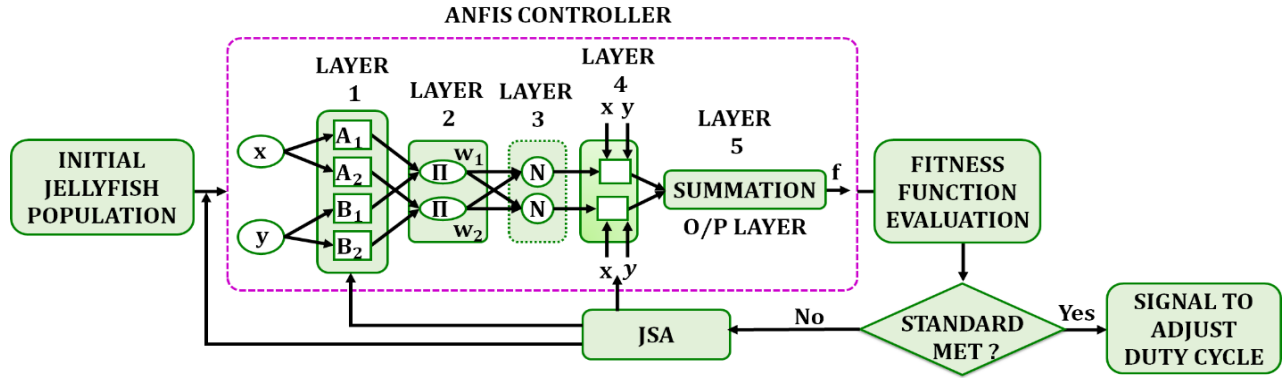 ANFIS CONTROLLER
LAYER
1
LAYER
2
LAYER
3
LAYER
4
x y
LAYER
5
INITIAL
JELLYFISH
POPULATION
x
y
A1
A2
B1
B2
Π
Π
w1
w2
N
N
x y
SUMMATION
O/P LAYER
f
FITNESS
FUNCTION
EVALUATION
STANDARD
MET ?
No
Yes
JSA
SIGNAL TO
ADJUST
DUTY CYCLE